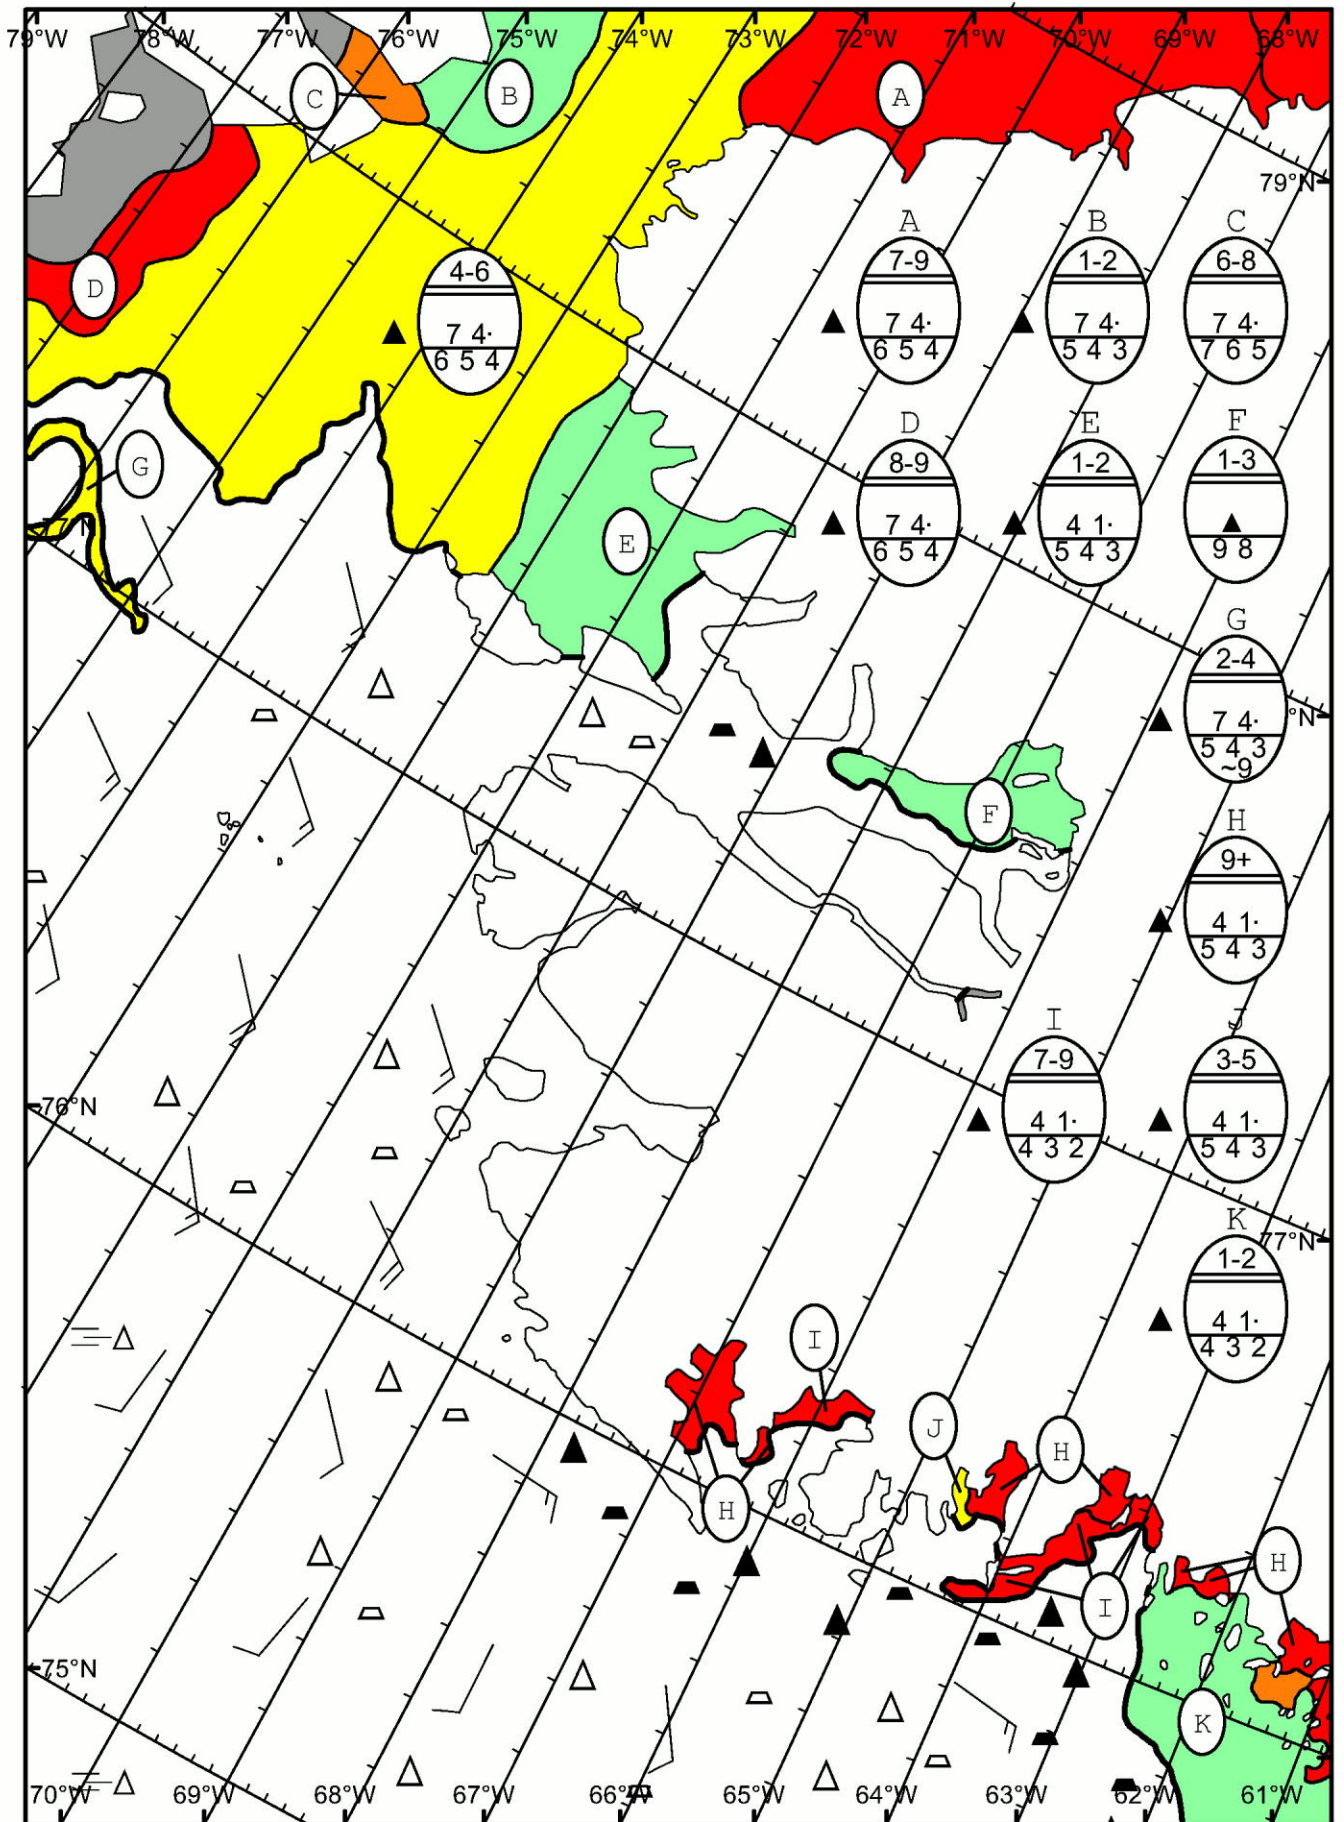 79°W 78°W 77°W 76°W 75°W 74°W 73°W 72°W 71°W 70°W 69°W 68°W
C B A
79°N
A B C
D
4-6
7 4·
6 5 4
7-9
7 4·
6 5 4
1-2
7 4·
5 4 3
6-8
7 4·
7 6 5
G
D E F
8-9
7 4·
6 5 4
1-2
4 1·
5 4 3
1-3
9 8
77°N
E
G
2-4
7 4·
5 4 3
~9
°N
F
H
9+
4 1·
5 4 3
I J
7-9
4 1·
4 3 2
3-5
4 1·
5 4 3
76°N
K
77°N
1-2
4 1·
4 3 2
I
J
H
H
H
I
75°N
K
70°W 69°W 68°W 67°W 66°W 65°W 64°W 63°W 62°W 61°W